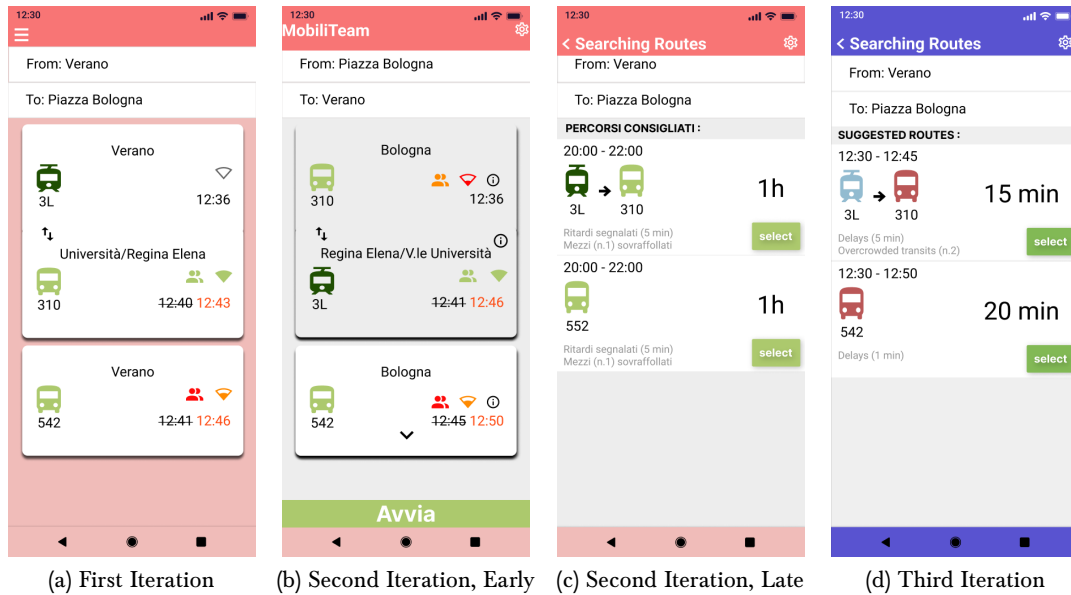 12:30
From: Verano
To: Piazza Bologna
Verano
3L
12:36
Università/Regina Elena
310
12:40 12:43
Verano
542
12:41 12:46
(a) First Iteration
12:30
MobiliTeam
From: Piazza Bologna
To: Verano
Bologna
310
12:36
Regina Elena/V.le Università
3L
12:41 12:46
Bologna
542
12:45 12:50
Avvia
(b) Second Iteration, Early
12:30
< Searching Routes
From: Verano
To: Piazza Bologna
PERCORSI CONSIGLIATI :
20:00 - 22:00
3L 310
1h
Ritardi segnalati (5 min)
Mezzi (n.1) sovraffollati
select
20:00 - 22:00
552
1h
Ritardi segnalati (5 min)
Mezzi (n.1) sovraffollati
select
(c) Second Iteration, Late
12:30
< Searching Routes
From: Verano
To: Piazza Bologna
SUGGESTED ROUTES :
12:30 - 12:45
3L 310
15 min
Delays (5 min)
Overcrowded transits (n.2)
select
12:30 - 12:50
542
20 min
Delays (1 min)
select
(d) Third Iteration